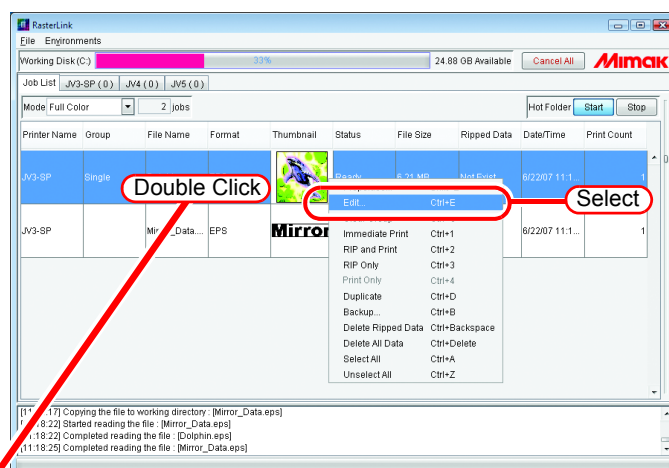 RasterLink
File Environments
Working Disk (C:) 33% 24.88 GB Available Cancel All Mimaki
Job List JV3-SP ( 0 ) JV4 ( 0 ) JV5 ( 0 )
Mode Full Color 2 jobs Hot Folder Start Stop
Printer Name Group File Name Format Thumbnail Status File Size Ripped Data Date/Time Print Count
JV3-SP Single Ready 6.21 MB Not Exist 6/22/07 11:1... 1
Double Click
Edit... Ctrl+E
Select
JV3-SP EPS Mirror 6/22/07 11:1... 1
Immediate Print Ctrl+1
RIP and Print Ctrl+2
RIP Only Ctrl+3
Print Only Ctrl+4
Duplicate Ctrl+D
Backup... Ctrl+B
Delete Ripped Data Ctrl+Backspace
Delete All Data Ctrl+Delete
Select All Ctrl+A
Unselect All Ctrl+Z
Copying the file to working directory : [Mirror_Data.eps]
Started reading the file : [Mirror_Data.eps]
Completed reading the file : [Dolphin.eps]
[11:18:25] Completed reading the file : [Mirror_Data.eps]